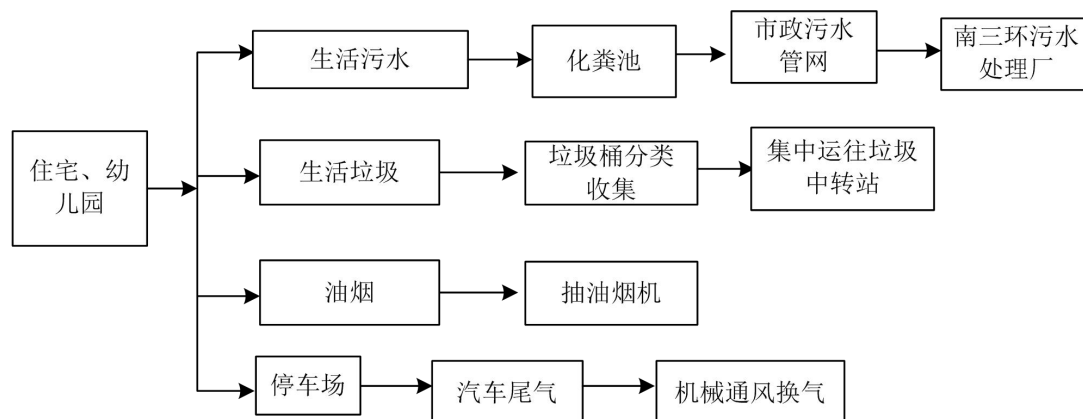 生活污水
化粪池
市政污水
管网
南三环污水
处理厂
住宅、幼
儿园
生活垃圾
垃圾桶分类
收集
集中运往垃圾
中转站
油烟
抽油烟机
停车场
汽车尾气
机械通风换气